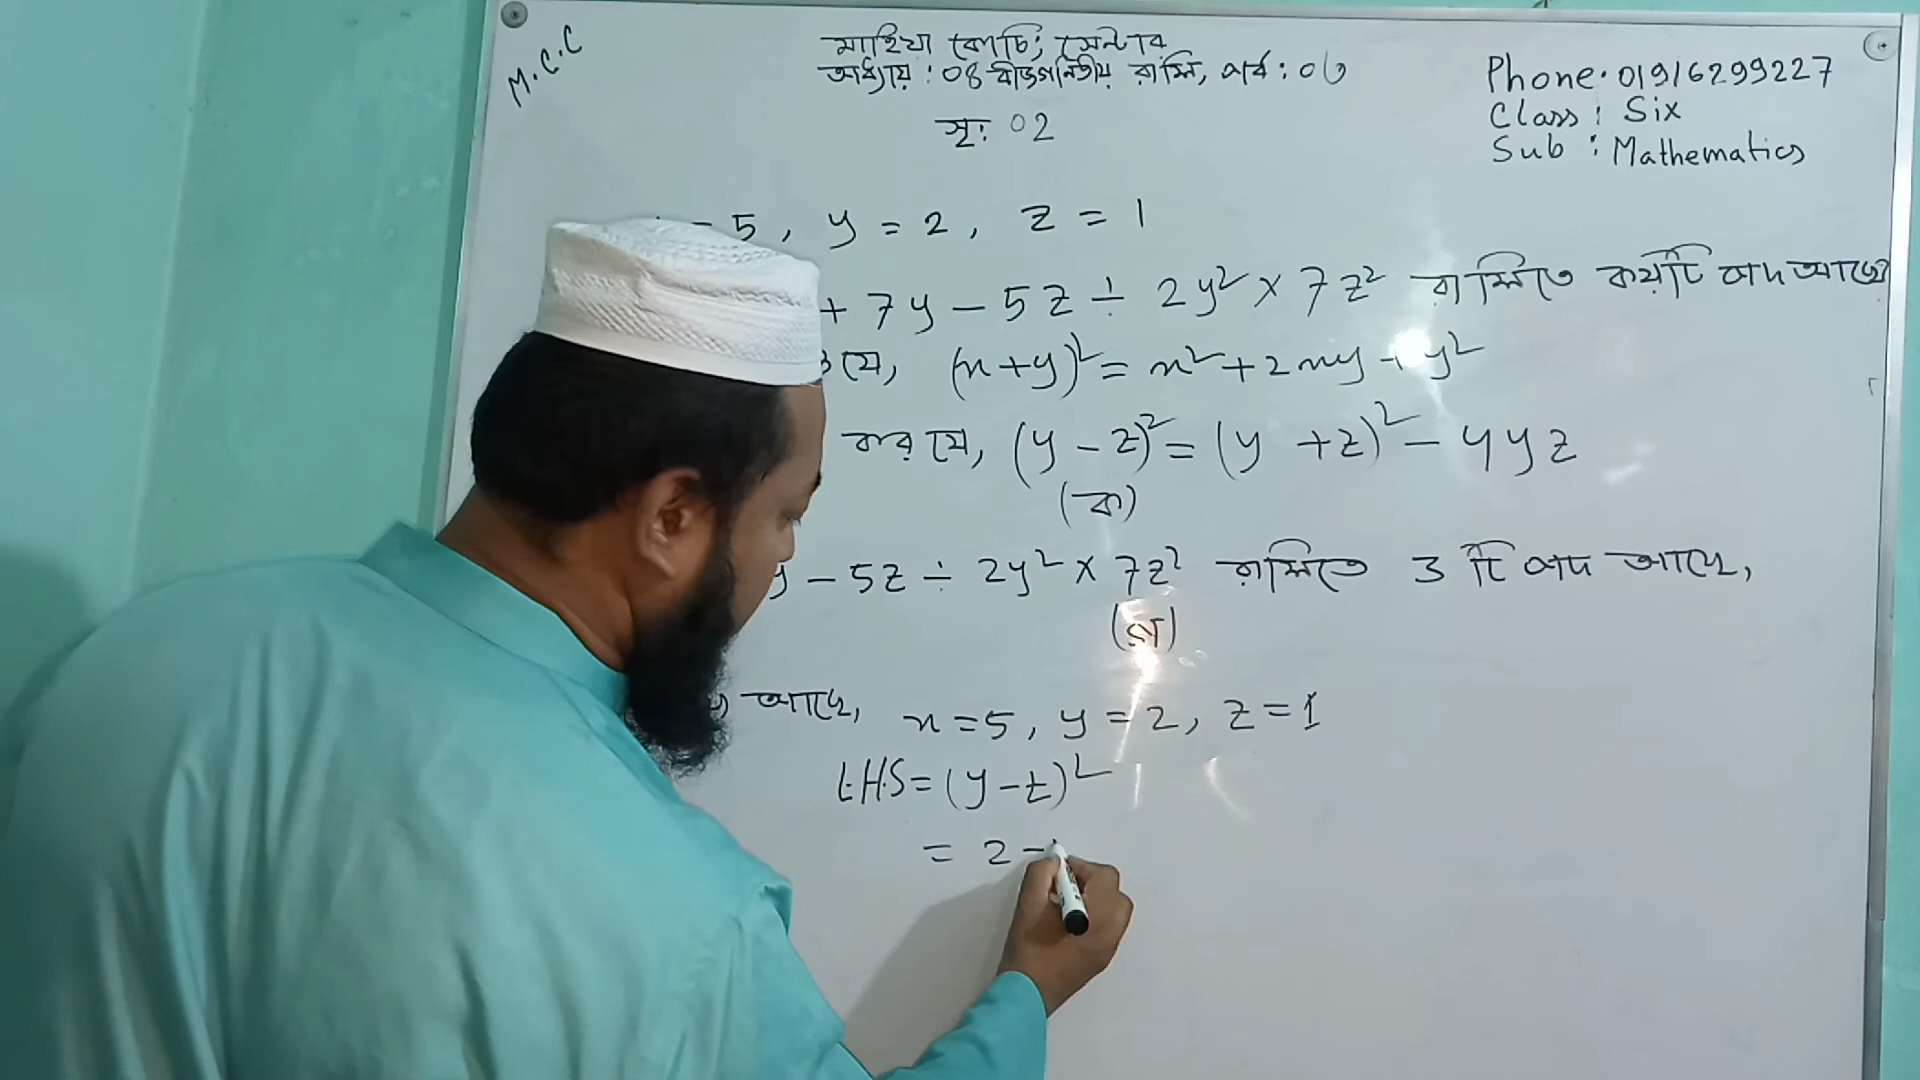 M.C.C
মাহিয়া কোচিং সেন্টার
অধ্যায় : 04 বীজগণিতীয় রাশি, পার্ব : ০৬
সৃ: 02
Phone: 01916299227
Class : Six
Sub : Mathematics
= 5, y = 2, z = 1
+ 7y - 5z ÷ 2y² × 7z² রাশিতে কয়টি পদ আছে?
যে, (x+y)² = x² + 2xy + y²
কর যে, (y - z)² = (y + z)² - 4yz
(ক)
y - 5z ÷ 2y² × 7z² রাশিতে 3 টি পদ আছে,
(গ)
আছে, x = 5, y = 2, z = 1
LHS = (y - z)²
= 2 -